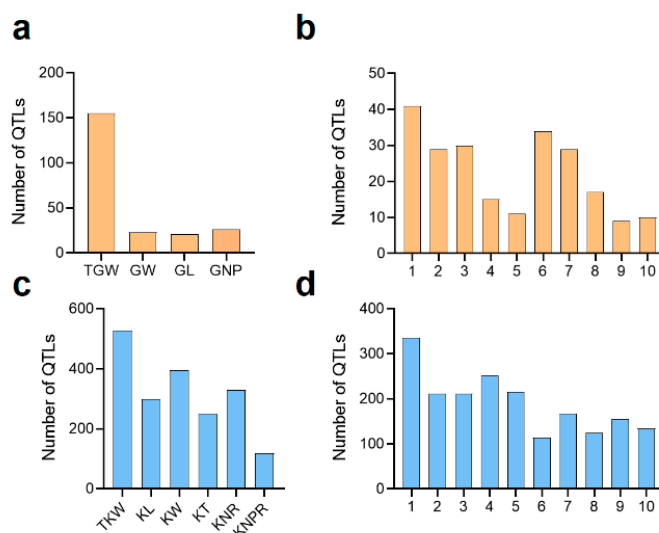 a
Number of QTLs
200
150
100
50
0
TGW GW GL GNP
b
Number of QTLs
50
40
30
20
10
0
1 2 3 4 5 6 7 8 9 10
c
Number of QTLs
600
400
200
0
TKW KL KW KT KNR KNPR
d
Number of QTLs
400
300
200
100
0
1 2 3 4 5 6 7 8 9 10